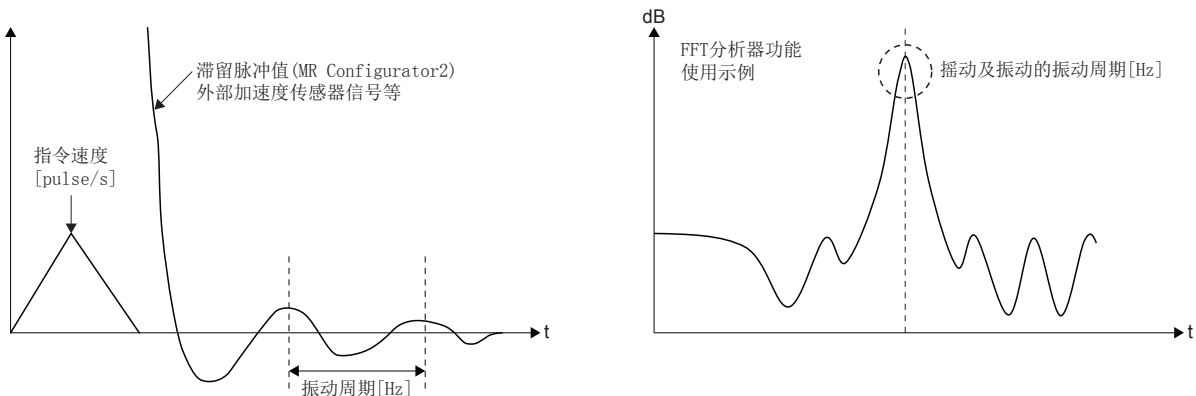 滞留脉冲值(MR Configurator2)
外部加速度传感器信号等
指令速度
[pulse/s]
t
振动周期[Hz]
dB
FFT分析器功能
使用示例
摇动及振动的振动周期[Hz]
t